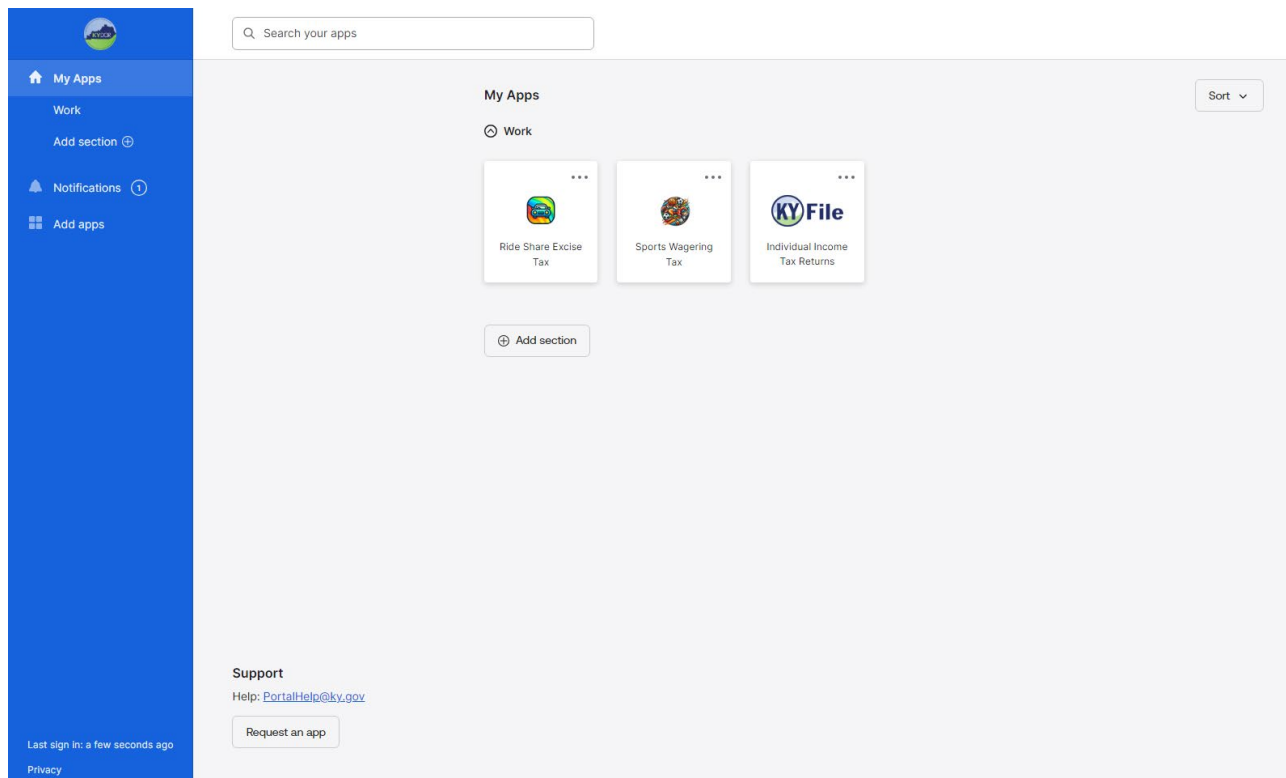 KYDOR
My Apps
Work
Add section
Notifications 1
Add apps
Last sign in: a few seconds ago
Privacy
Search your apps
My Apps
Sort
Work
...
Ride Share Excise
Tax
...
Sports Wagering
Tax
...
KY File
Individual Income
Tax Returns
Add section
Support
Help: PortalHelp@ky.gov
Request an app